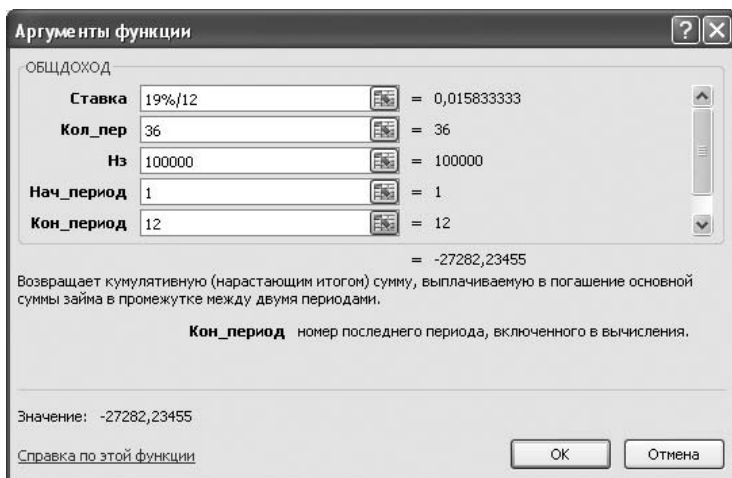 Аргументы функции
ОБЩДОХОД
Ставка 19%/12 = 0,015833333
Кол_пер 36 = 36
Нз 100000 = 100000
Нач_период 1 = 1
Кон_период 12 = 12
= -27282,23455
Возвращает кумулятивную (нарастающим итогом) сумму, выплачиваемую в погашение основной
суммы займа в промежутке между двумя периодами.
Кон_период номер последнего периода, включенного в вычисления.
Значение: -27282,23455
Справка по этой функции ОК Отмена